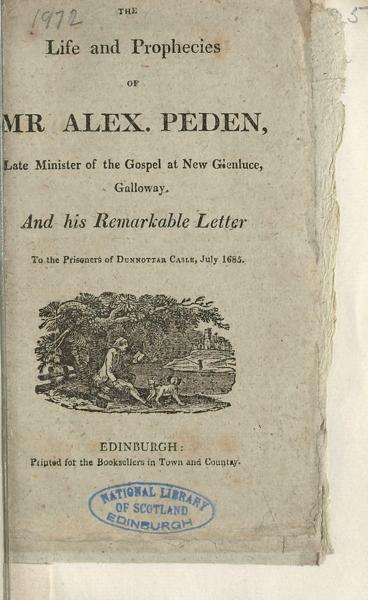 1972
25
THE
Life and Prophecies
OF
MR ALEX. PEDEN,
Late Minister of the Gospel at New Glenluce,
Galloway.
And his Remarkable Letter
To the Prisoners of DUNNOTTAR CASLE, July 1685.
EDINBURGH:
Printed for the Booksellers in Town and Country.
NATIONAL LIBRARY
OF SCOTLAND
EDINBURGH